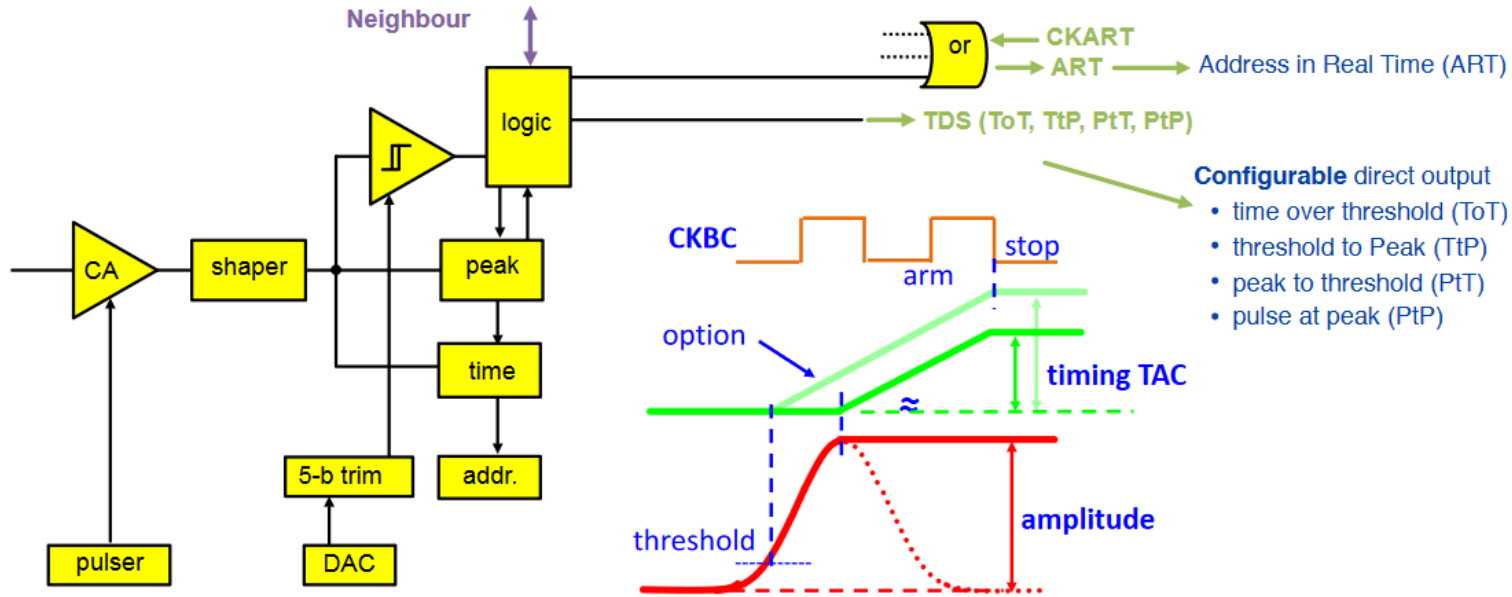 Neighbour
or
CKART
ART
Address in Real Time (ART)
logic
TDS (ToT, TtP, PtT, PtP)
Configurable direct output
• time over threshold (ToT)
• threshold to Peak (TtP)
• peak to threshold (PtT)
• pulse at peak (PtP)
CA
shaper
peak
time
addr.
5-b trim
DAC
pulser
CKBC
stop
arm
option
timing TAC
≈
threshold
amplitude